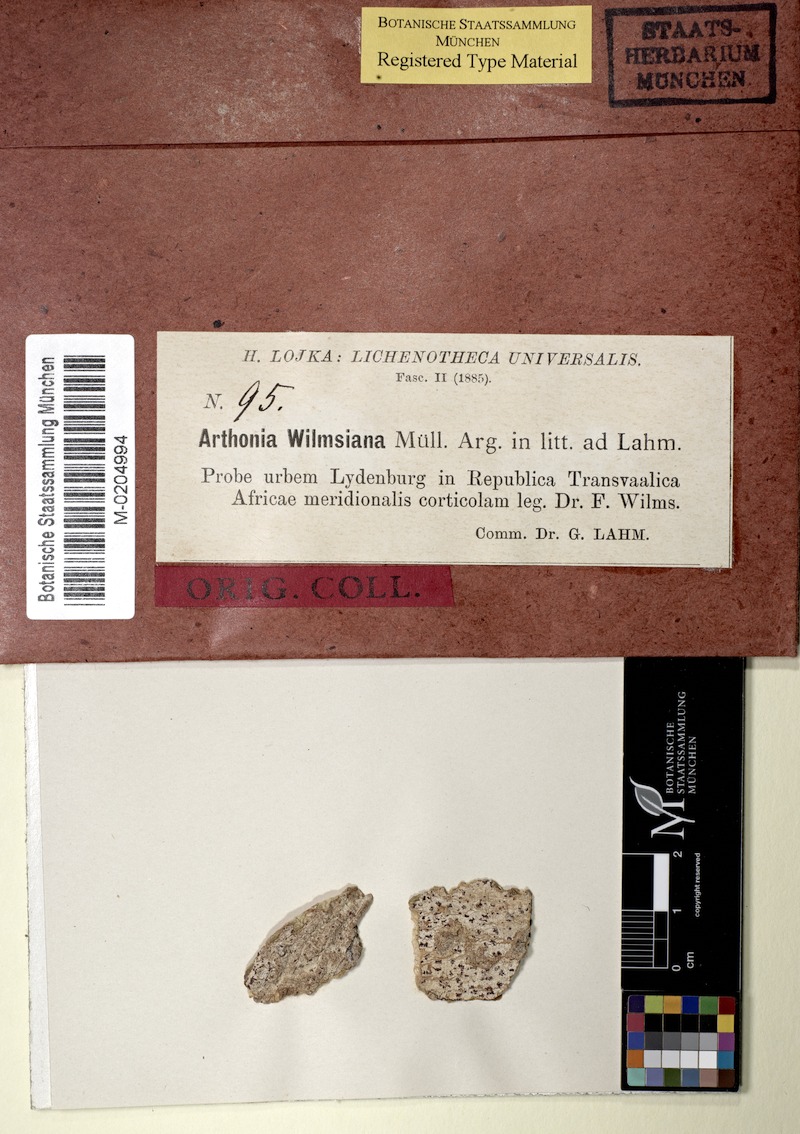 BOTANISCHE STAATSSAMMLUNG
MÜNCHEN
Registered Type Material
STAATS-
HERBARIUM
MÜNCHEN
H. LOJKA: LICHENOTHECA UNIVERSALIS.
Fasc. II (1885).
N. 95.
Arthonia Wilmsiana Müll. Arg. in litt. ad Lahm.
Probe urbem Lydenburg in Republica Transvaalica
Africae meridionalis corticolam leg. Dr. F. Wilms.
Comm. Dr. G. LAHM.
ORIG. COLL.
Botanische Staatssammlung München
M-0204994
BOTANISCHE
STAATSSAMMLUNG
MÜNCHEN
M
0 1 2
cm
copyright reserved